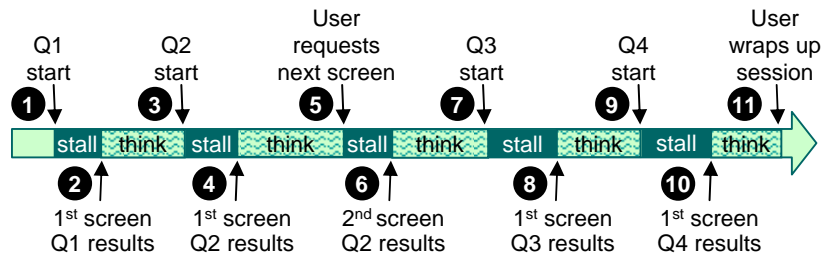 Q1
start
Q2
start
User
requests
next screen
Q3
start
Q4
start
User
wraps up
session
1
3
5
7
9
11
stall think stall think stall think stall think stall think
2
4
6
8
10
1st screen
Q1 results
1st screen
Q2 results
2nd screen
Q2 results
1st screen
Q3 results
1st screen
Q4 results